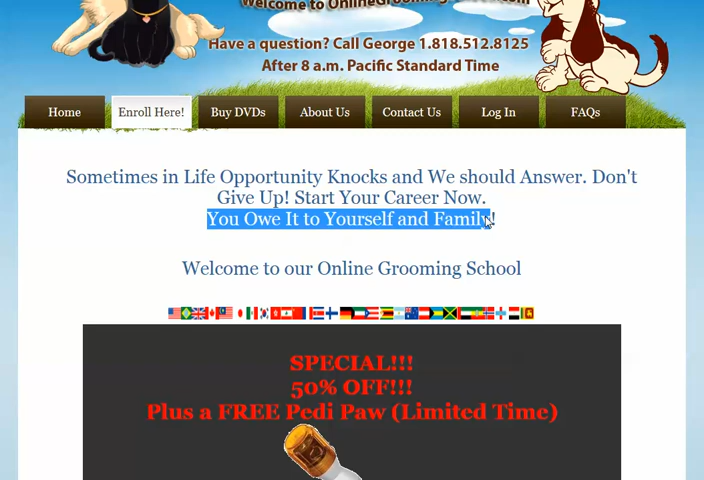 Welcome to OnlineGrooming
Have a question? Call George 1.818.512.8125
After 8 a.m. Pacific Standard Time
Home Enroll Here! Buy DVDs About Us Contact Us Log In FAQs
Sometimes in Life Opportunity Knocks and We should Answer. Don't
Give Up! Start Your Career Now.
You Owe It to Yourself and Family!
Welcome to our Online Grooming School
SPECIAL!!!
50% OFF!!!
Plus a FREE Pedi Paw (Limited Time)